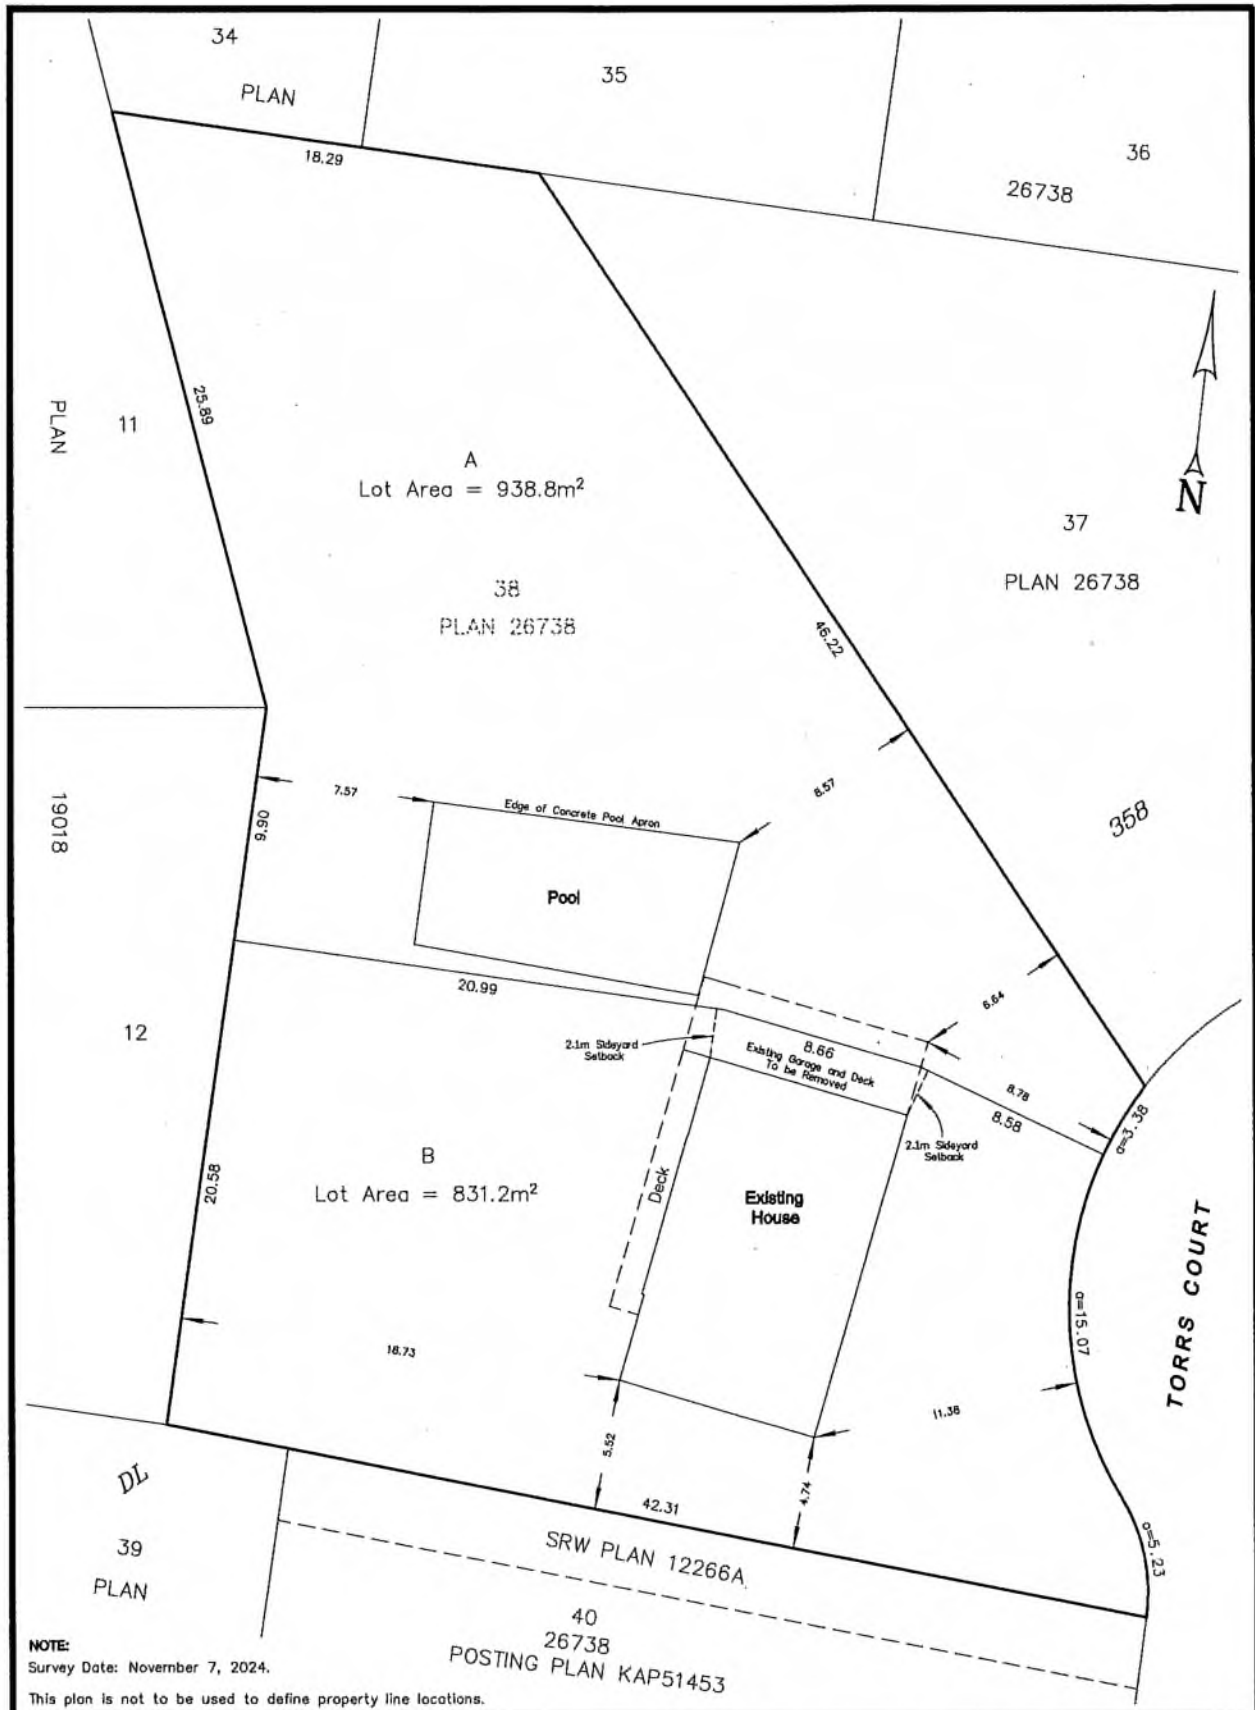 34
PLAN
35
36
26738
18.29
N
PLAN
11
25.89
A
Lot Area = 938.8m²
38
PLAN 26738
37
PLAN 26738
46.22
8.57
358
19018
9.90
7.57
Edge of Concrete Pool Apron
Pool
20.99
12
2.1m Sideyard
Setback
8.66
Existing Garage and Deck
To be Removed
6.64
8.78
8.58
2.1m Sideyard
Setback
a=3.38
B
Lot Area = 831.2m²
20.58
Deck
Existing
House
TORRS COURT
a=15.07
18.73
11.38
5.52
4.74
42.31
a=5.23
DL
39
PLAN
SRW PLAN 12266A
40
26738
POSTING PLAN KAP51453
NOTE:
Survey Date: November 7, 2024.
This plan is not to be used to define property line locations.